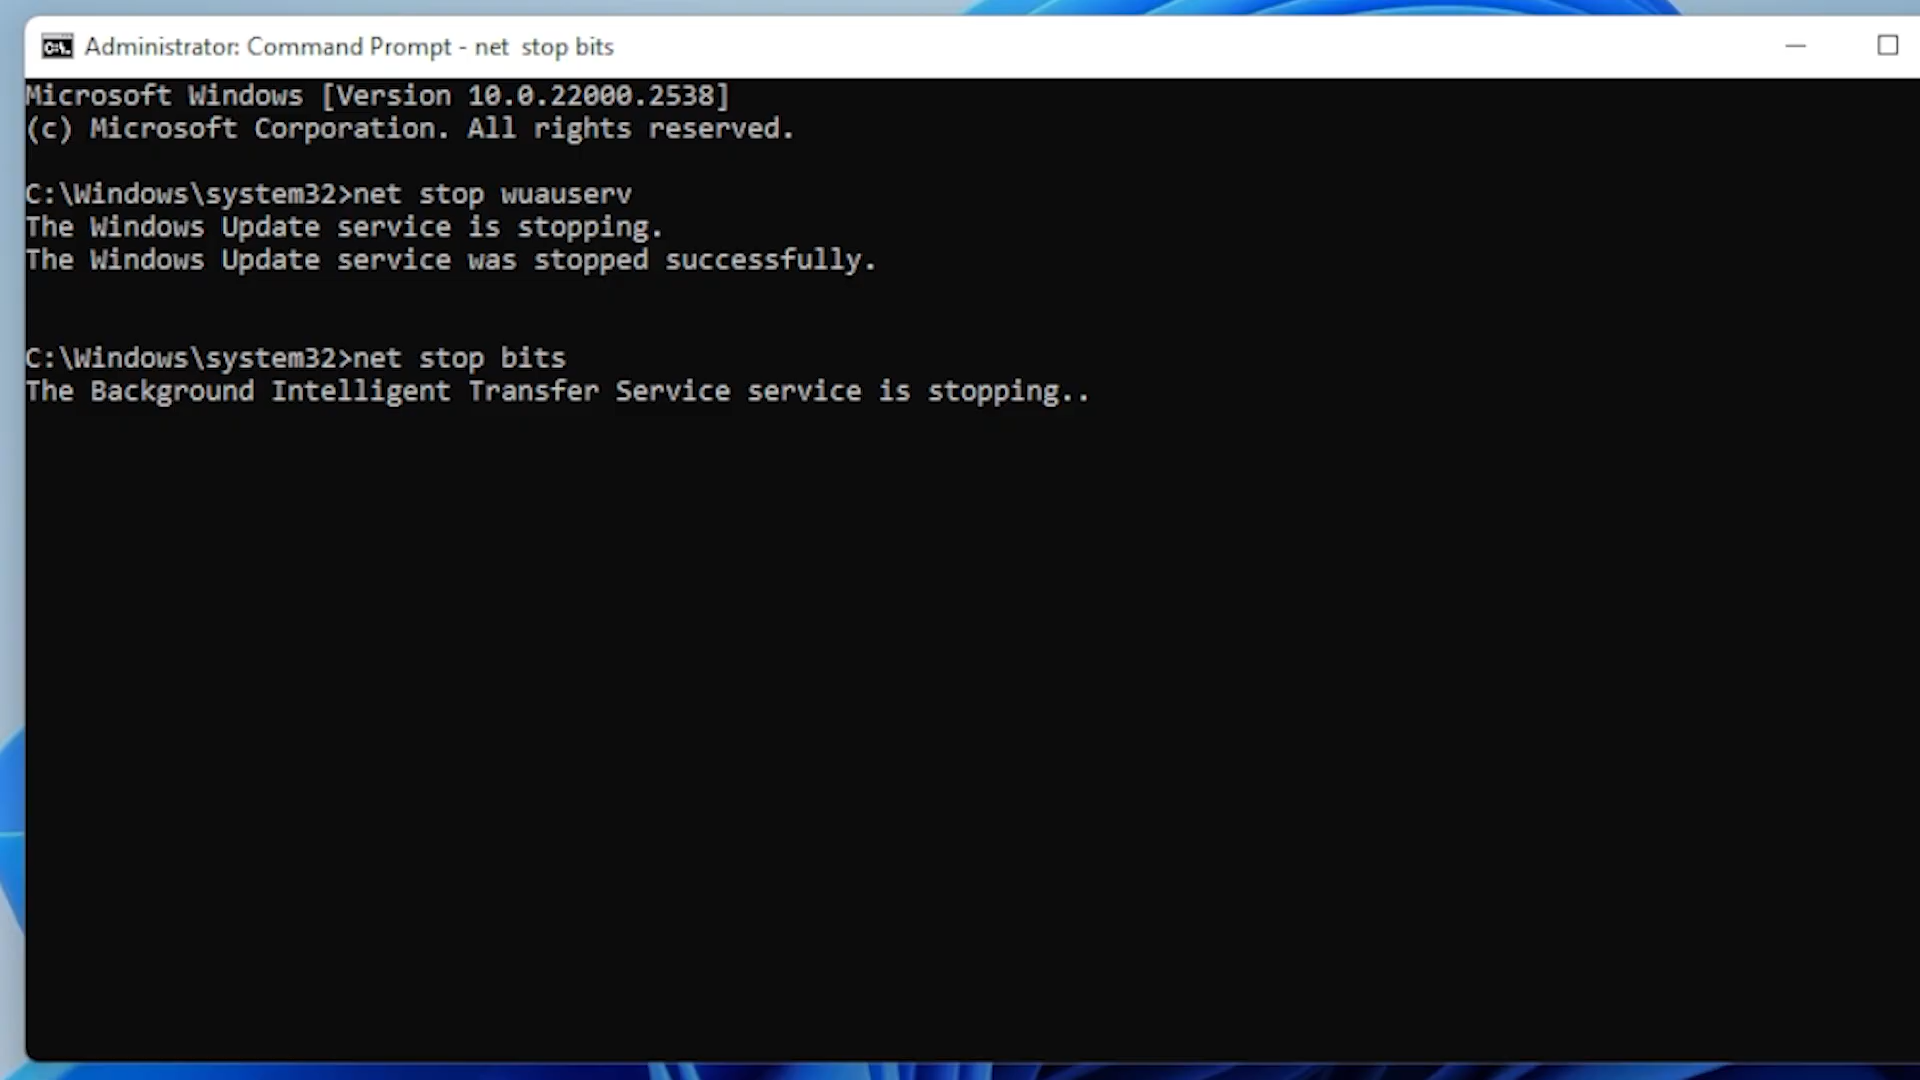 Administrator: Command Prompt - net  stop bits
Microsoft Windows [Version 10.0.22000.2538]
(c) Microsoft Corporation. All rights reserved.
C:\Windows\system32>net stop wuauserv
The Windows Update service is stopping.
The Windows Update service was stopped successfully.
C:\Windows\system32>net stop bits
The Background Intelligent Transfer Service service is stopping..